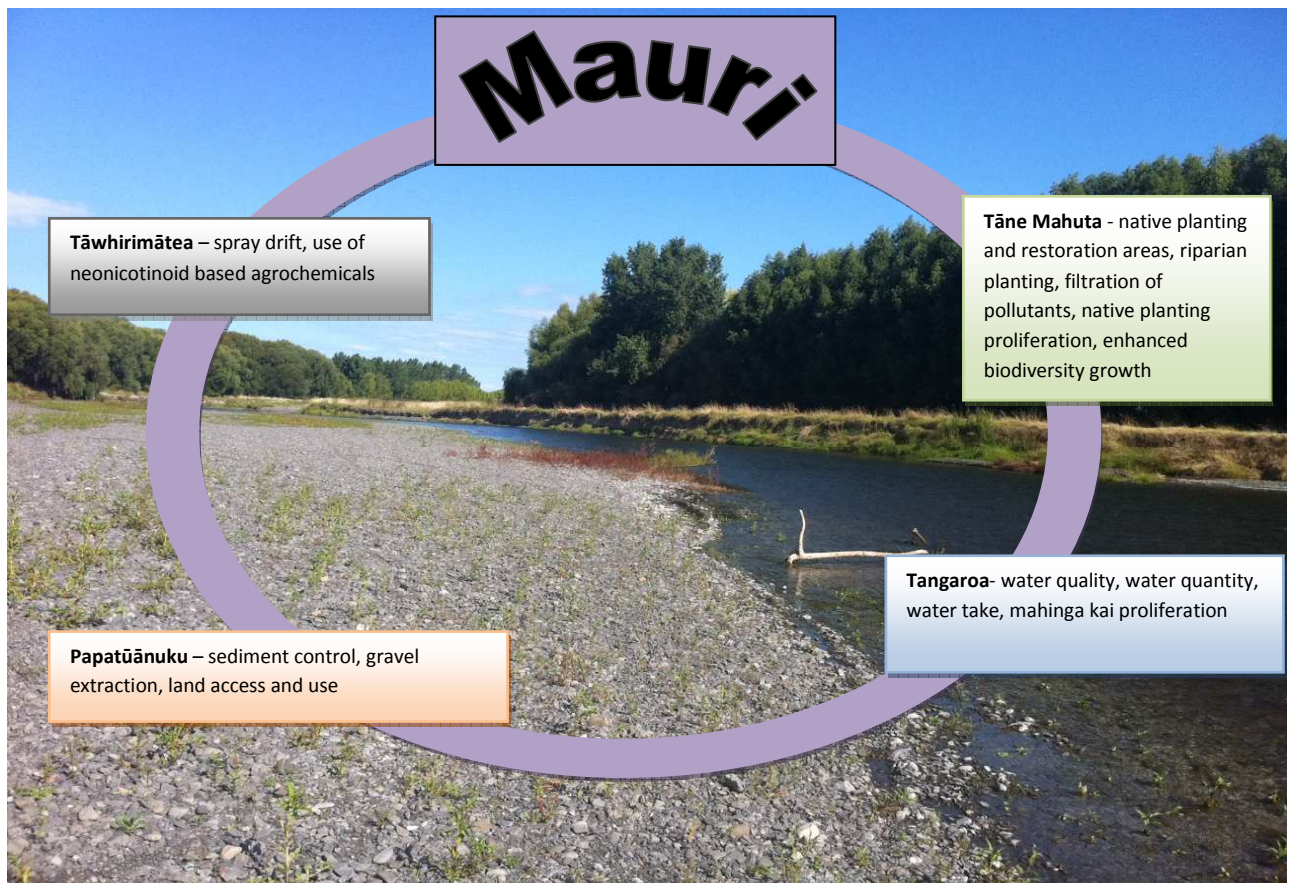 Mauri
Tāwhirimātea – spray drift, use of
neonicotinoid based agrochemicals
Tāne Mahuta - native planting
and restoration areas, riparian
planting, filtration of
pollutants, native planting
proliferation, enhanced
biodiversity growth
Tangaroa- water quality, water quantity,
water take, mahinga kai proliferation
Papatūānuku – sediment control, gravel
extraction, land access and use